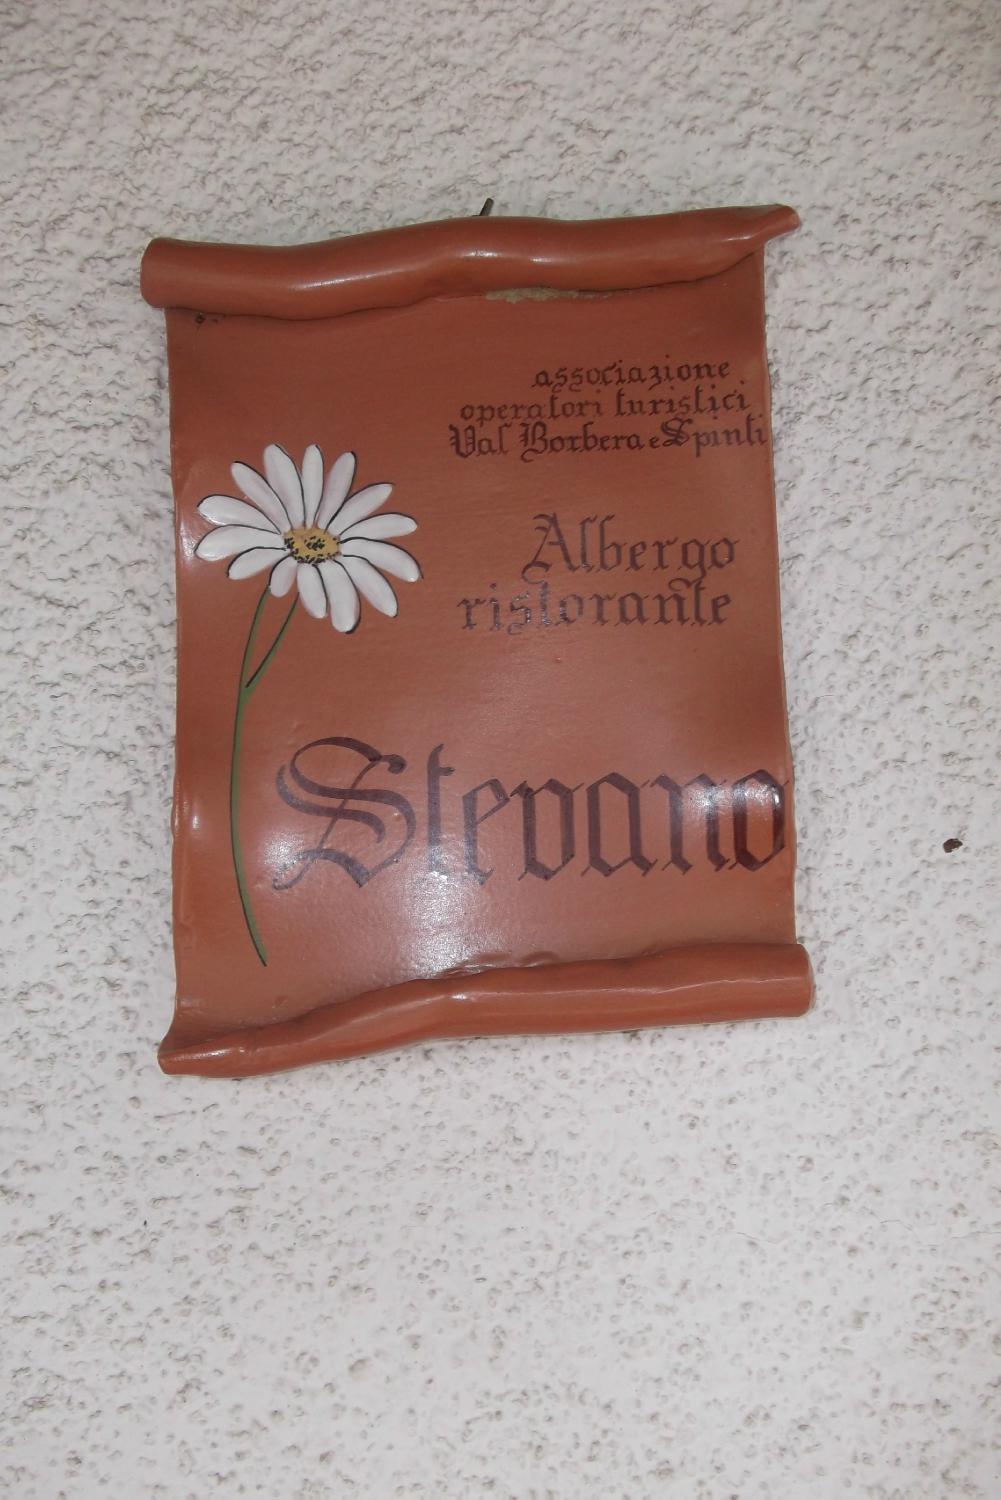 associazione
operatori turistici
Val Borbera e Spinti
Albergo
ristorante
Stevano